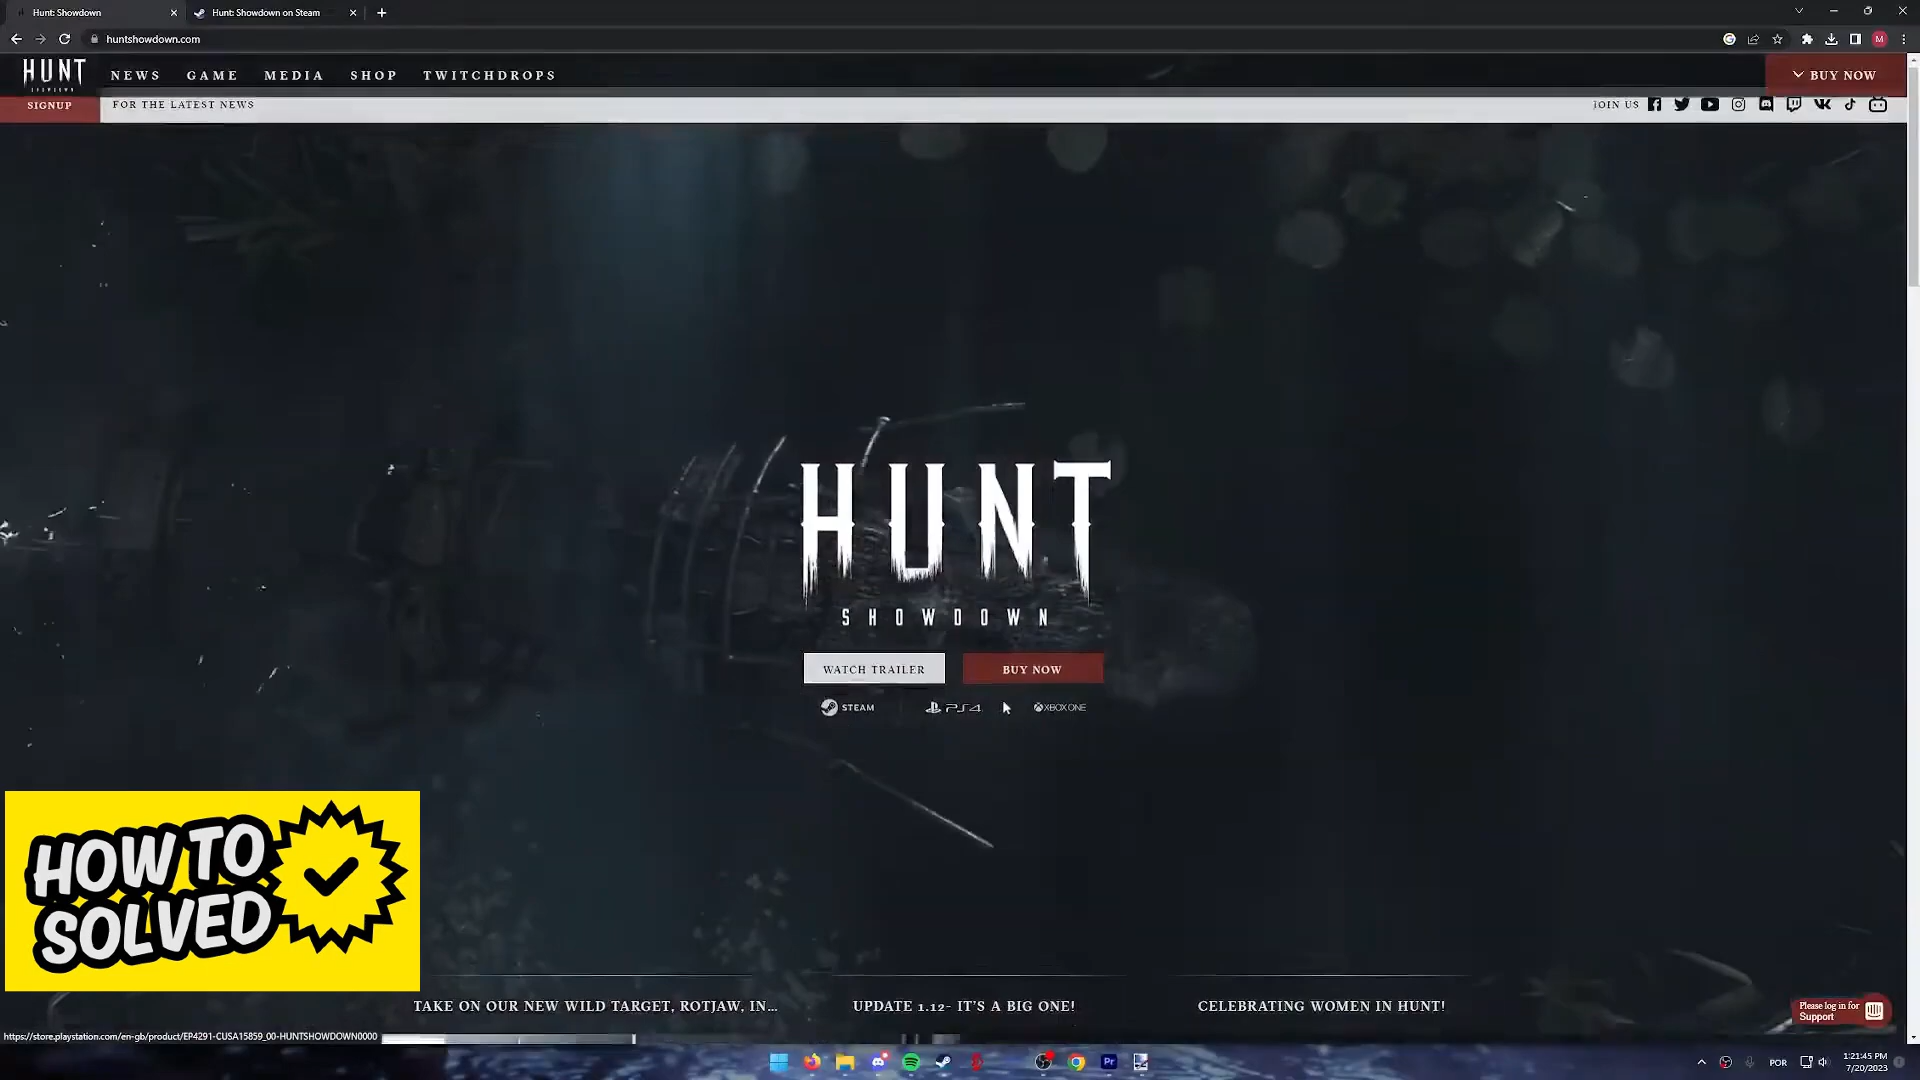 Hunt: Showdown
Hunt: Showdown on Steam
huntshowdown.com
HUNT
SHOWDOWN
NEWS
GAME
MEDIA
SHOP
TWITCHDROPS
BUY NOW
SIGNUP
FOR THE LATEST NEWS
JOIN US
HUNT
SHOWDOWN
WATCH TRAILER
BUY NOW
STEAM
PS4
XBOX ONE
HOW TO
SOLVED
TAKE ON OUR NEW WILD TARGET, ROTJAW, IN...
UPDATE 1.12- IT'S A BIG ONE!
CELEBRATING WOMEN IN HUNT!
Please log in for
Support
https://store.playstation.com/en-gb/product/EP4291-CUSA15859_00-HUNTSHOWDOWN0000
Pr
POR
1:21:45 PM
7/20/2023
M